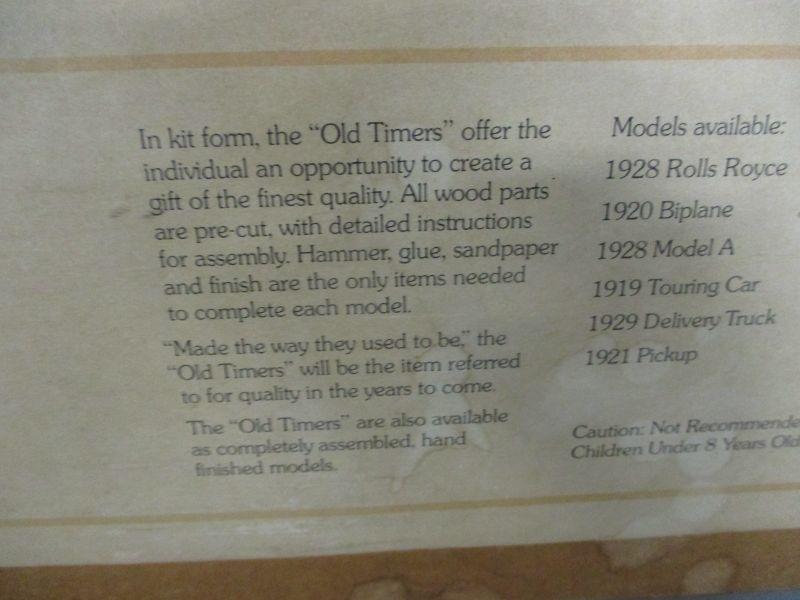 In kit form, the “Old Timers” offer the
individual an opportunity to create a
gift of the finest quality. All wood parts
are pre-cut, with detailed instructions
for assembly. Hammer, glue, sandpaper
and finish are the only items needed
to complete each model.
“Made the way they used to be,” the
“Old Timers” will be the item referred
to for quality in the years to come.
The “Old Timers” are also available
as completely assembled, hand
finished models.
Models available:
1928 Rolls Royce
1920 Biplane
1928 Model A
1919 Touring Car
1929 Delivery Truck
1921 Pickup
Caution: Not Recommende
Children Under 8 Years Old